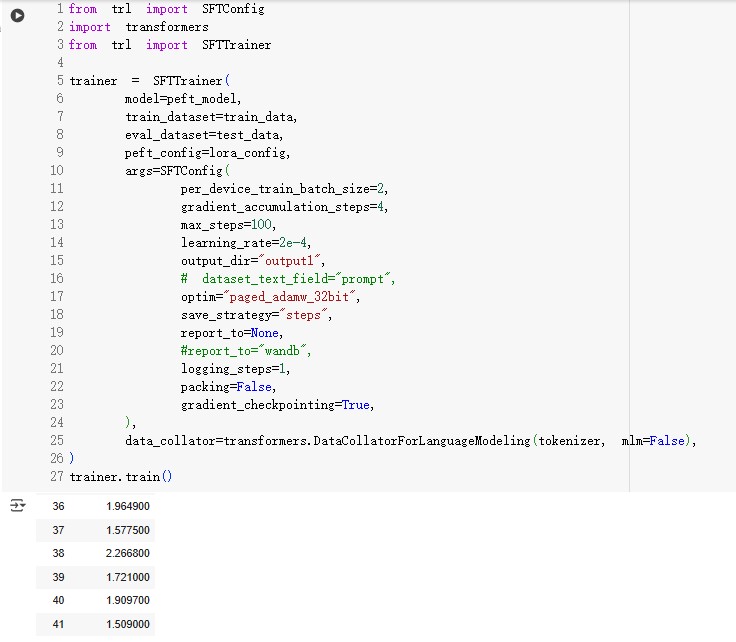 1 from trl import SFTConfig
2 import transformers
3 from trl import SFTTrainer
4
5 trainer = SFTTrainer(
6 model=peft_model,
7 train_dataset=train_data,
8 eval_dataset=test_data,
9 peft_config=lora_config,
10 args=SFTConfig(
11 per_device_train_batch_size=2,
12 gradient_accumulation_steps=4,
13 max_steps=100,
14 learning_rate=2e-4,
15 output_dir="output1",
16 # dataset_text_field="prompt",
17 optim="paged_adamw_32bit",
18 save_strategy="steps",
19 report_to=None,
20 #report_to="wandb",
21 logging_steps=1,
22 packing=False,
23 gradient_checkpointing=True,
24 ),
25 data_collator=transformers.DataCollatorForLanguageModeling(tokenizer, mlm=False),
26 )
27 trainer.train()
36 1.964900
37 1.577500
38 2.266800
39 1.721000
40 1.909700
41 1.509000